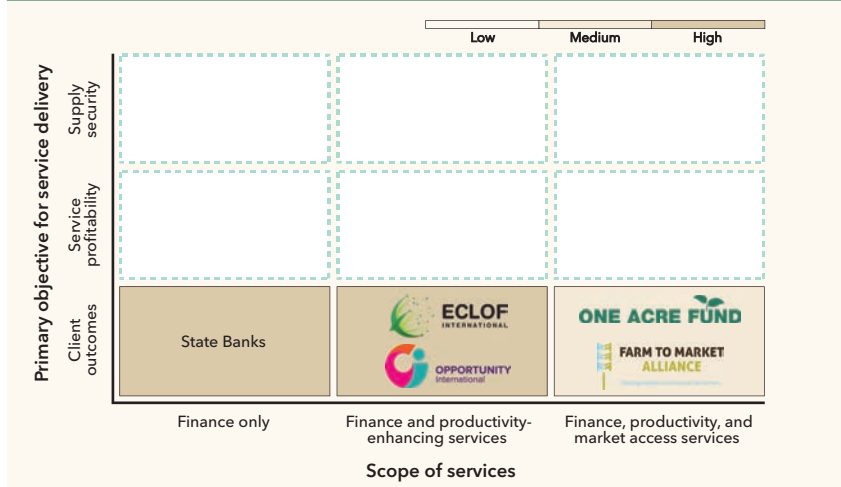 Low Medium High
Primary objective for service delivery
Supply
security
Service
profitability
Client
outcomes
State Banks
ECLOF
INTERNATIONAL
OPPORTUNITY
International
ONE ACRE FUND
FARM TO MARKET
ALLIANCE
Finance only
Finance and productivity-
enhancing services
Finance, productivity, and
market access services
Scope of services